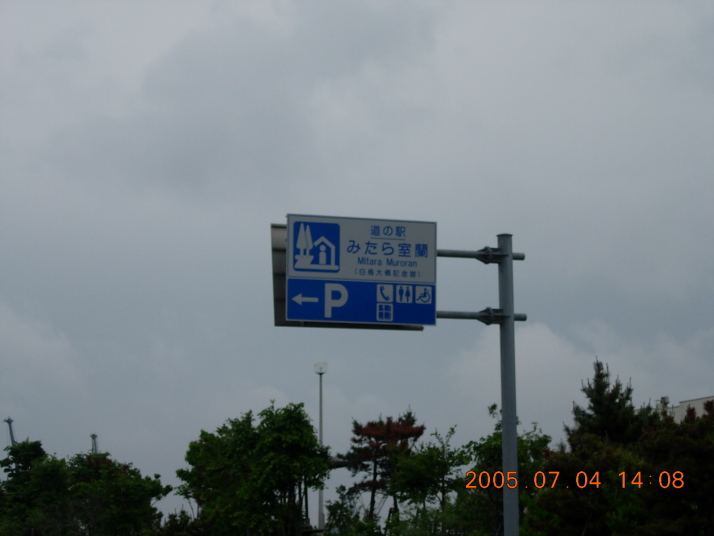 道の駅
みたら室蘭
Mitara Muroran
(白鳥大橋記念館)
P
2005.07.04 14:08